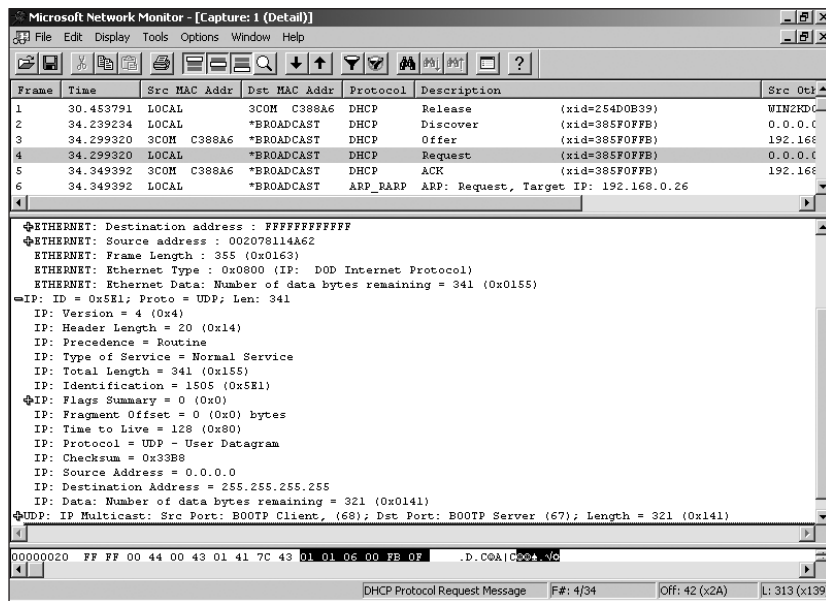 Microsoft Network Monitor - [Capture: 1 (Detail)]
File Edit Display Tools Options Window Help
Frame Time Src MAC Addr Dst MAC Addr Protocol Description Src Oth
1 30.453791 LOCAL 3COM C388A6 DHCP Release (xid=254D0B39) WIN2KDC
2 34.239234 LOCAL *BROADCAST DHCP Discover (xid=385F0FFB) 0.0.0.0
3 34.299320 3COM C388A6 *BROADCAST DHCP Offer (xid=385F0FFB) 192.168
4 34.299320 LOCAL *BROADCAST DHCP Request (xid=385F0FFB) 0.0.0.0
5 34.349392 3COM C388A6 *BROADCAST DHCP ACK (xid=385F0FFB) 192.168
6 34.349392 LOCAL *BROADCAST ARP_RARP ARP: Request, Target IP: 192.168.0.26
ETHERNET: Destination address : FFFFFFFFFFFF
ETHERNET: Source address : 002078114A62
ETHERNET: Frame Length : 355 (0x0163)
ETHERNET: Ethernet Type : 0x0800 (IP: DOD Internet Protocol)
ETHERNET: Ethernet Data: Number of data bytes remaining = 341 (0x0155)
IP: ID = 0x5E1; Proto = UDP; Len: 341
IP: Version = 4 (0x4)
IP: Header Length = 20 (0x14)
IP: Precedence = Routine
IP: Type of Service = Normal Service
IP: Total Length = 341 (0x155)
IP: Identification = 1505 (0x5E1)
IP: Flags Summary = 0 (0x0)
IP: Fragment Offset = 0 (0x0) bytes
IP: Time to Live = 128 (0x80)
IP: Protocol = UDP - User Datagram
IP: Checksum = 0x33B8
IP: Source Address = 0.0.0.0
IP: Destination Address = 255.255.255.255
IP: Data: Number of data bytes remaining = 321 (0x0141)
UDP: IP Multicast: Src Port: BOOTP Client, (68); Dst Port: BOOTP Server (67); Length = 321 (0x141)
00000020 FF FF 00 44 00 43 01 41 7C 43 01 01 06 00 FB 0F .D.C☺A|C☺☺♠.√☼
DHCP Protocol Request Message F#: 4/34 Off: 42 (x2A) L: 313 (x139